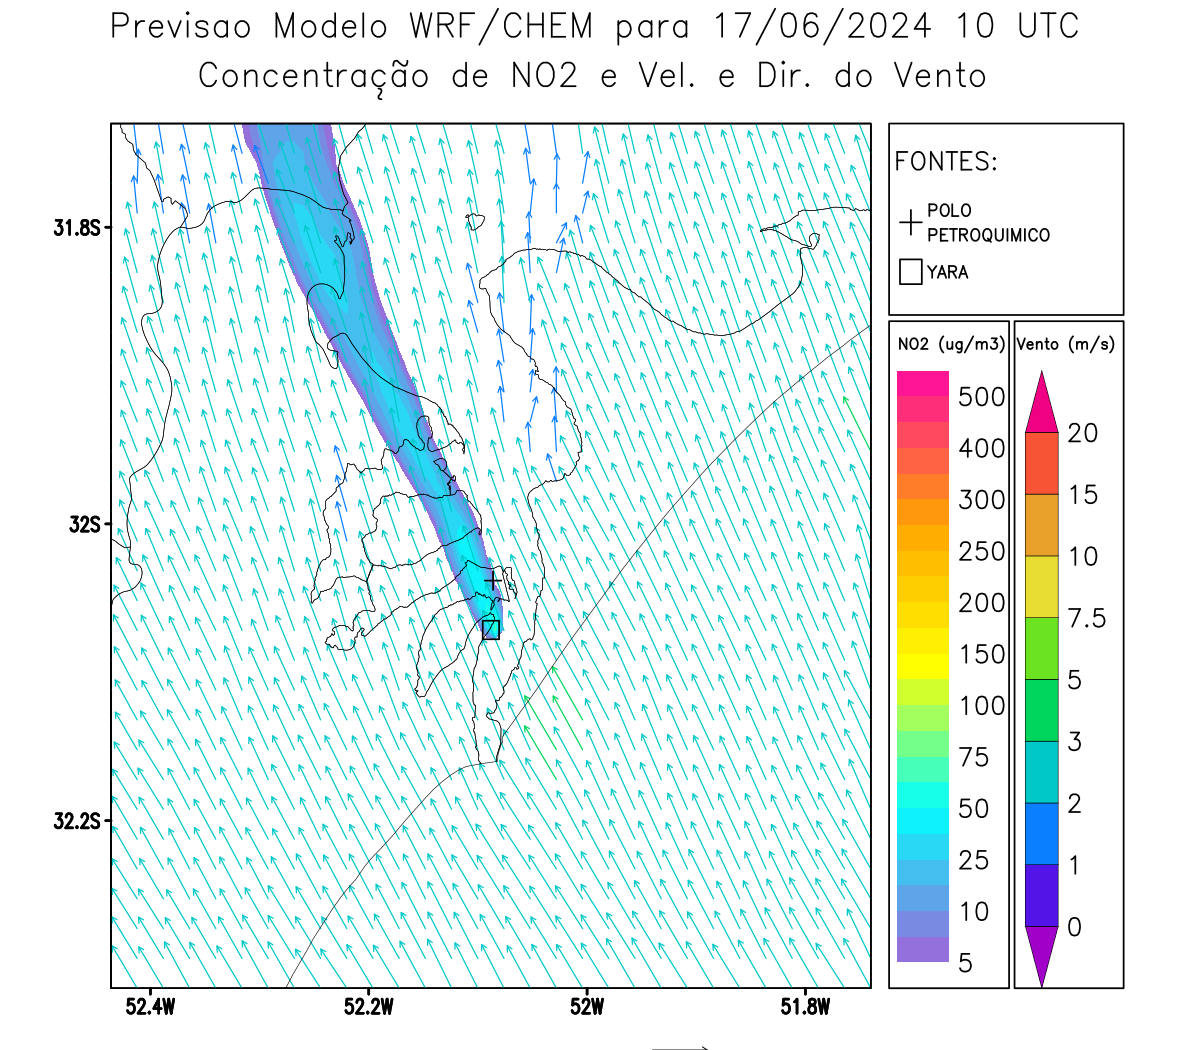 Previsao Modelo WRF/CHEM para 17/06/2024 10 UTC
Concentração de NO2 e Vel. e Dir. do Vento
FONTES:
POLO
PETROQUIMICO
YARA
NO2 (ug/m3)
500
400
300
250
200
150
100
75
50
25
10
5
Vento (m/s)
20
15
10
7.5
5
3
2
1
0
31.8S
32S
32.2S
52.4W
52.2W
52W
51.8W